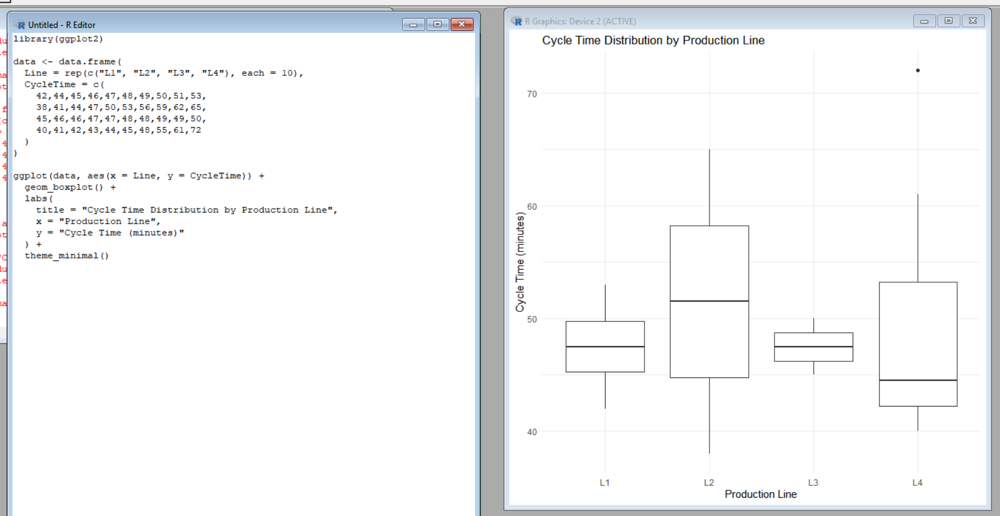 Untitled - R Editor
library(ggplot2)
data <- data.frame(
Line = rep(c("L1", "L2", "L3", "L4"), each = 10),
CycleTime = c(
42,44,45,46,47,48,49,50,51,53,
38,41,44,47,50,53,56,59,62,65,
45,46,46,47,47,48,48,49,49,50,
40,41,42,43,44,45,48,55,61,72
)
)
ggplot(data, aes(x = Line, y = CycleTime)) +
geom_boxplot() +
labs(
title = "Cycle Time Distribution by Production Line",
x = "Production Line",
y = "Cycle Time (minutes)"
) +
theme_minimal()
R Graphics: Device 2 (ACTIVE)
Cycle Time Distribution by Production Line
Cycle Time (minutes)
70
60
50
40
L1 L2 L3 L4
Production Line